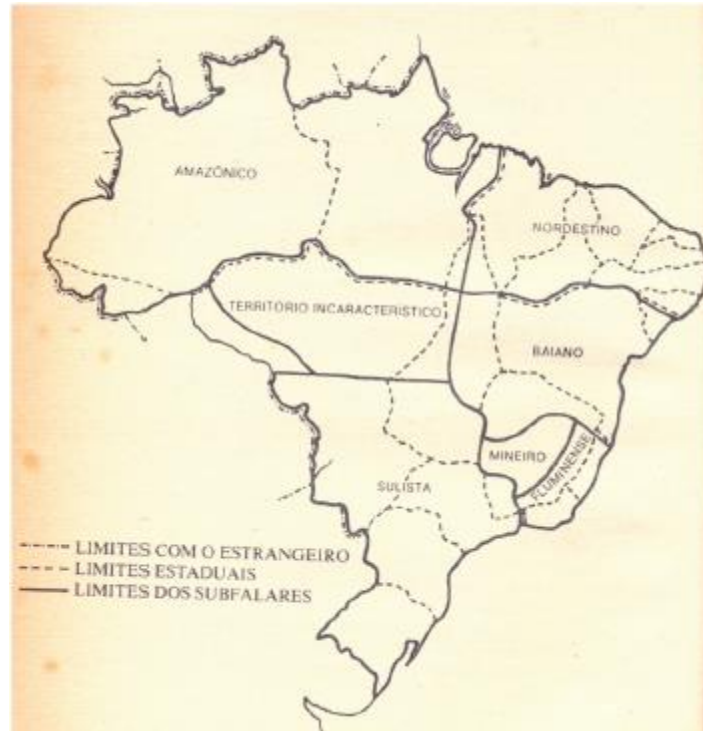 AMAZÔNICO
NORDESTINO
TERRITÓRIO INCARACTERÍSTICO
BAIANO
MINEIRO
FLUMINENSE
SULISTA
LIMITES COM O ESTRANGEIRO
LIMITES ESTADUAIS
LIMITES DOS SUBFALARES